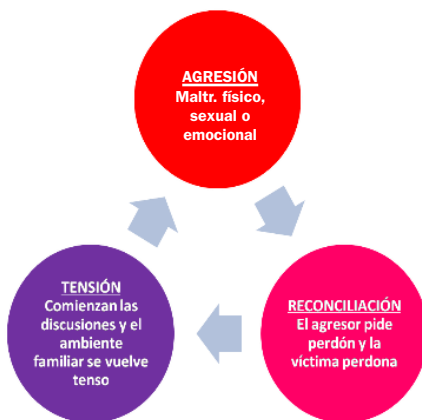 AGRESIÓN
Maltr. físico,
sexual o
emocional
RECONCILIACIÓN
El agresor pide
perdón y la
víctima perdona
TENSIÓN
Comienzan las
discusiones y el
ambiente
familiar se vuelve
tenso